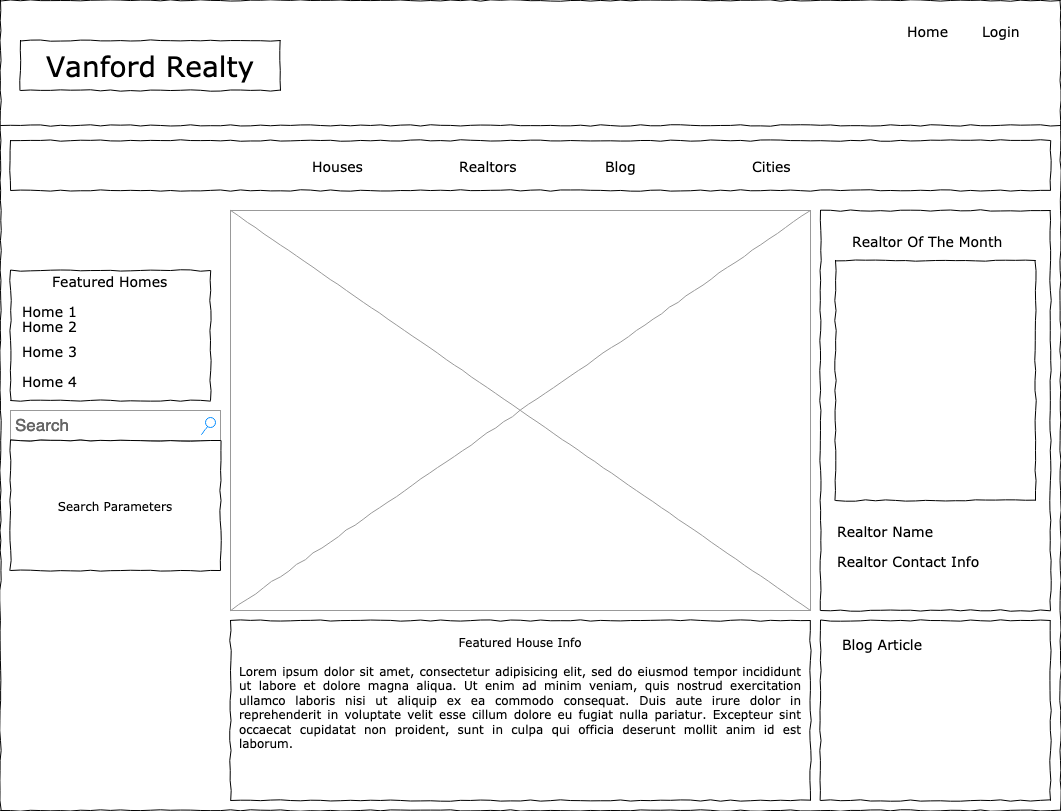 Home Login
Vanford Realty
Houses Realtors Blog Cities
Featured Homes
Home 1
Home 2
Home 3
Home 4
Search
Search Parameters
Realtor Of The Month
Realtor Name
Realtor Contact Info
Featured House Info
Lorem ipsum dolor sit amet, consectetur adipisicing elit, sed do eiusmod tempor incididunt
ut labore et dolore magna aliqua. Ut enim ad minim veniam, quis nostrud exercitation
ullamco laboris nisi ut aliquip ex ea commodo consequat. Duis aute irure dolor in
reprehenderit in voluptate velit esse cillum dolore eu fugiat nulla pariatur. Excepteur sint
occaecat cupidatat non proident, sunt in culpa qui officia deserunt mollit anim id est
laborum.
Blog Article